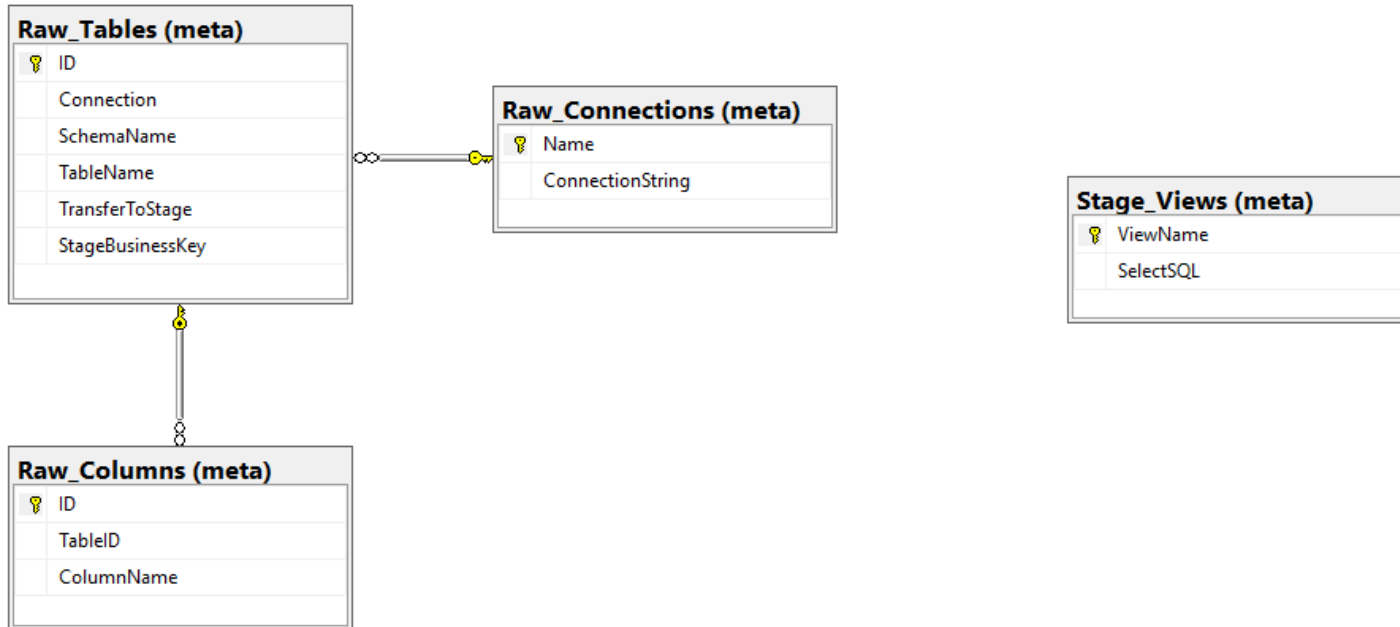 Raw_Tables (meta)
ID
Connection
SchemaName
TableName
TransferToStage
StageBusinessKey
Raw_Connections (meta)
Name
ConnectionString
Stage_Views (meta)
ViewName
SelectSQL
Raw_Columns (meta)
ID
TableID
ColumnName